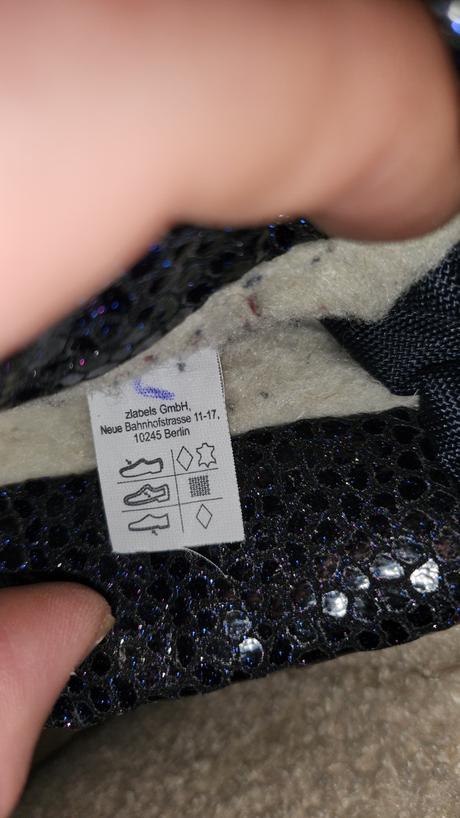 zlabels GmbH,
Neue Bahnhofstrasse 11-17,
10245 Berlin